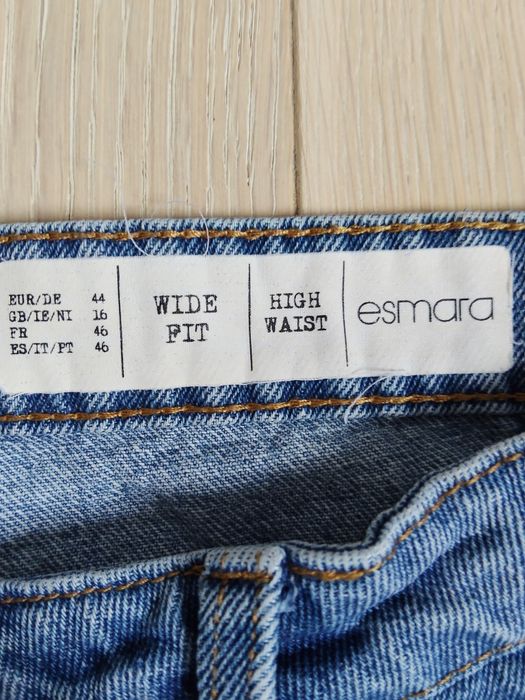 EUR/DE 44
GB/IE/NI 16
FR 46
ES/IT/PT 46
WIDE
FIT
HIGH
WAIST
esmara